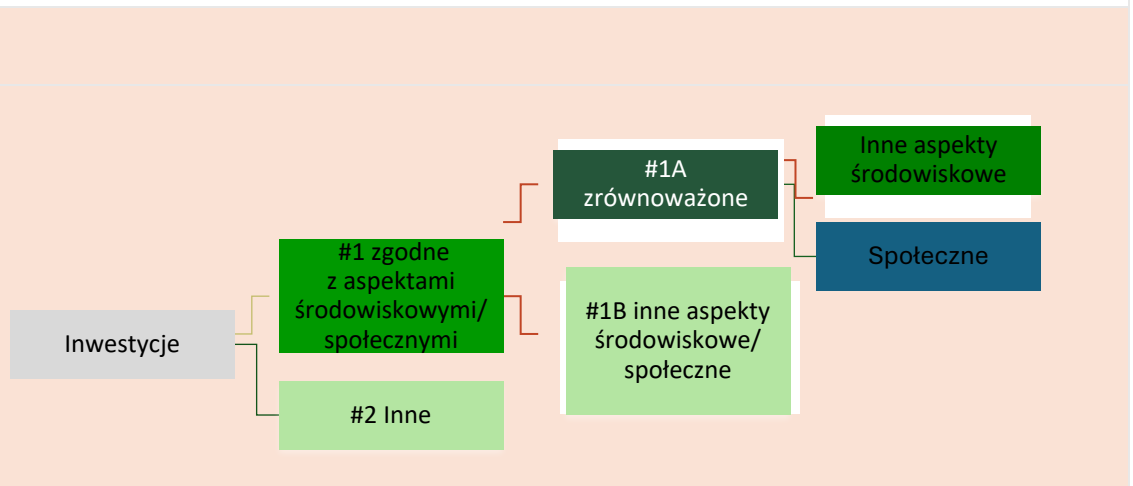 Inwestycje
#1 zgodne
z aspektami
środowiskowymi/
społecznymi
#2 Inne
#1A
zrównoważone
#1B inne aspekty
środowiskowe/
społeczne
Inne aspekty
środowiskowe
Społeczne